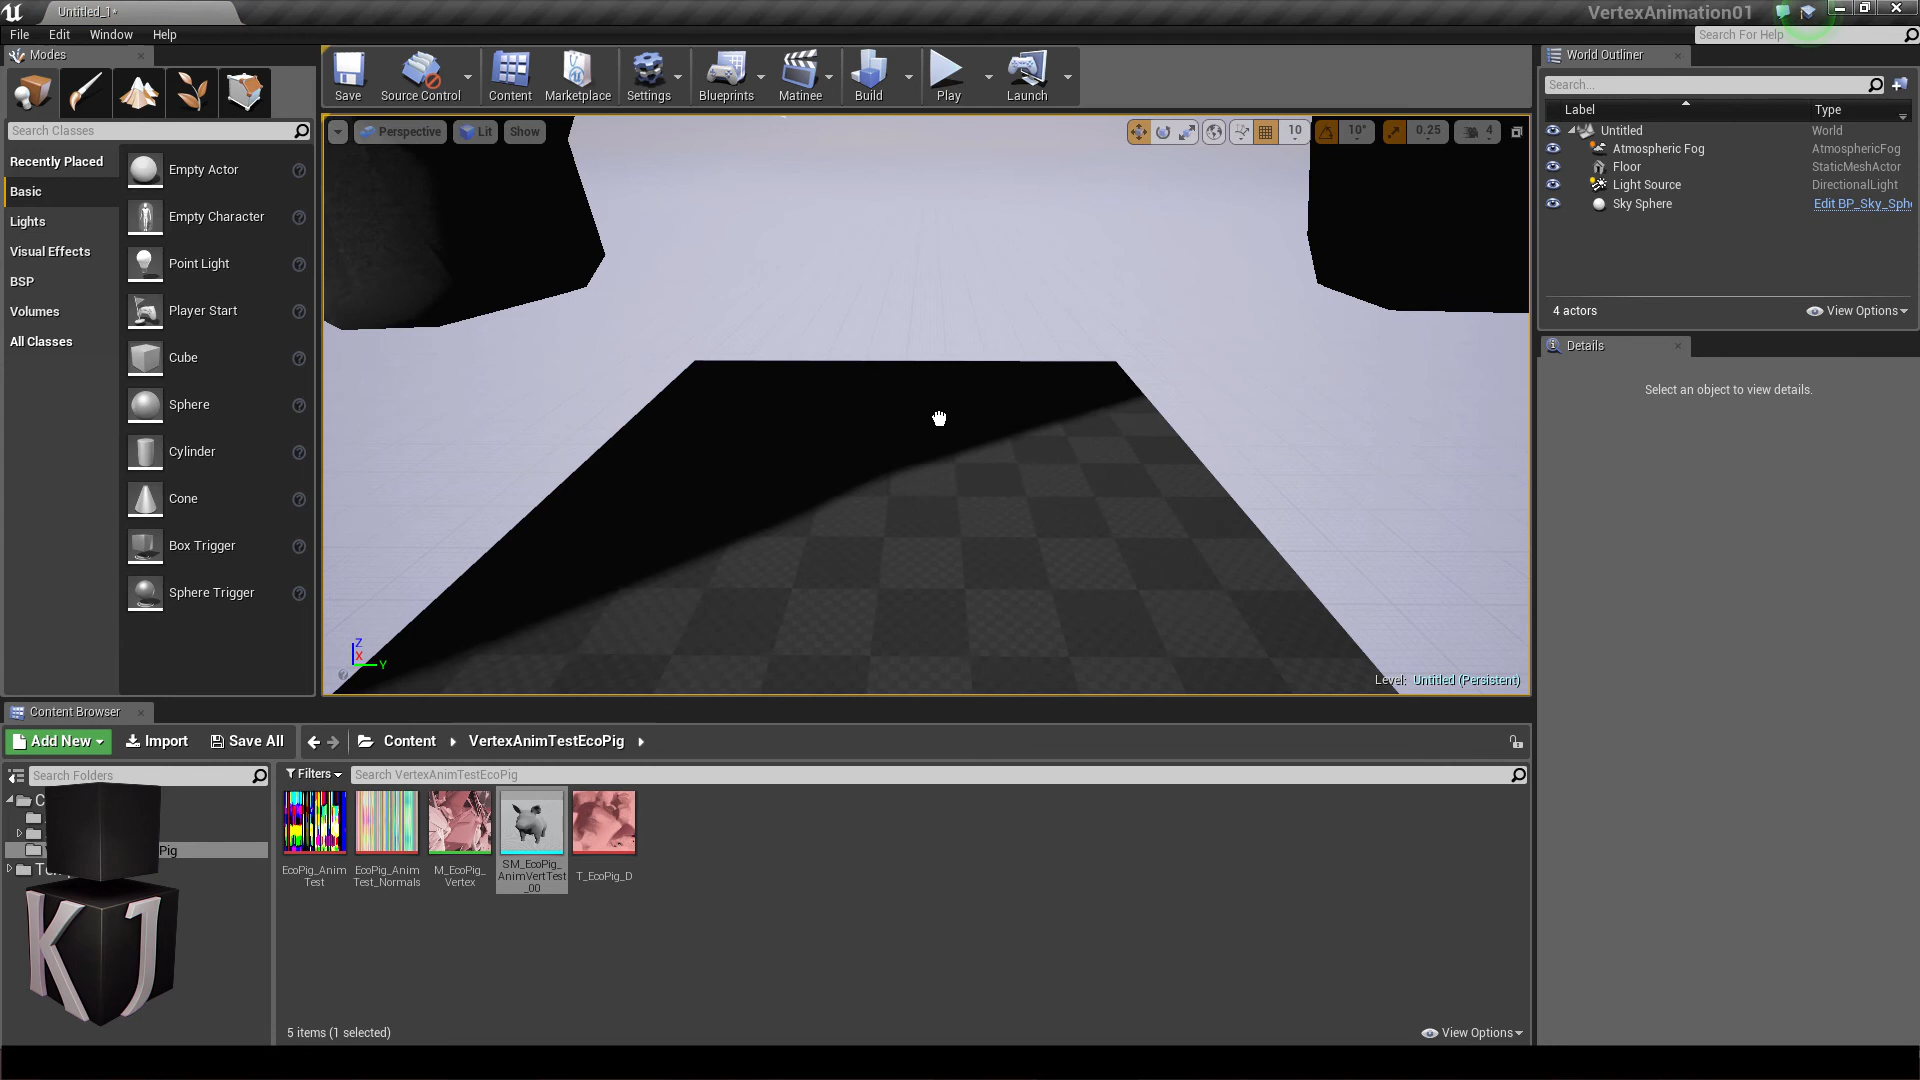 Untitled_1*
VertexAnimation01
File Edit Window Help
Search For Help
Modes
Search Classes
Recently Placed
Basic
Lights
Visual Effects
BSP
Volumes
All Classes
Empty Actor
Empty Character
Point Light
Player Start
Cube
Sphere
Cylinder
Cone
Box Trigger
Sphere Trigger
Save
Source Control
Content
Marketplace
Settings
Blueprints
Matinee
Build
Play
Launch
Perspective Lit Show
10 10° 0.25 4
Z
X
Y
Level: Untitled (Persistent)
World Outliner
Search...
Label Type
Untitled World
Atmospheric Fog AtmosphericFog
Floor StaticMeshActor
Light Source DirectionalLight
Sky Sphere Edit BP_Sky_Sph
4 actors
View Options
Details
Select an object to view details.
Content Browser
Add New Import Save All Content VertexAnimTestEcoPig
Search Folders
Filters Search VertexAnimTestEcoPig
EcoPig_Anim
Test
EcoPig_Anim
Test_Normals
M_EcoPig_
Vertex
SM_EcoPig_
AnimVertTest
_00
T_EcoPig_D
KJ
5 items (1 selected)
View Options